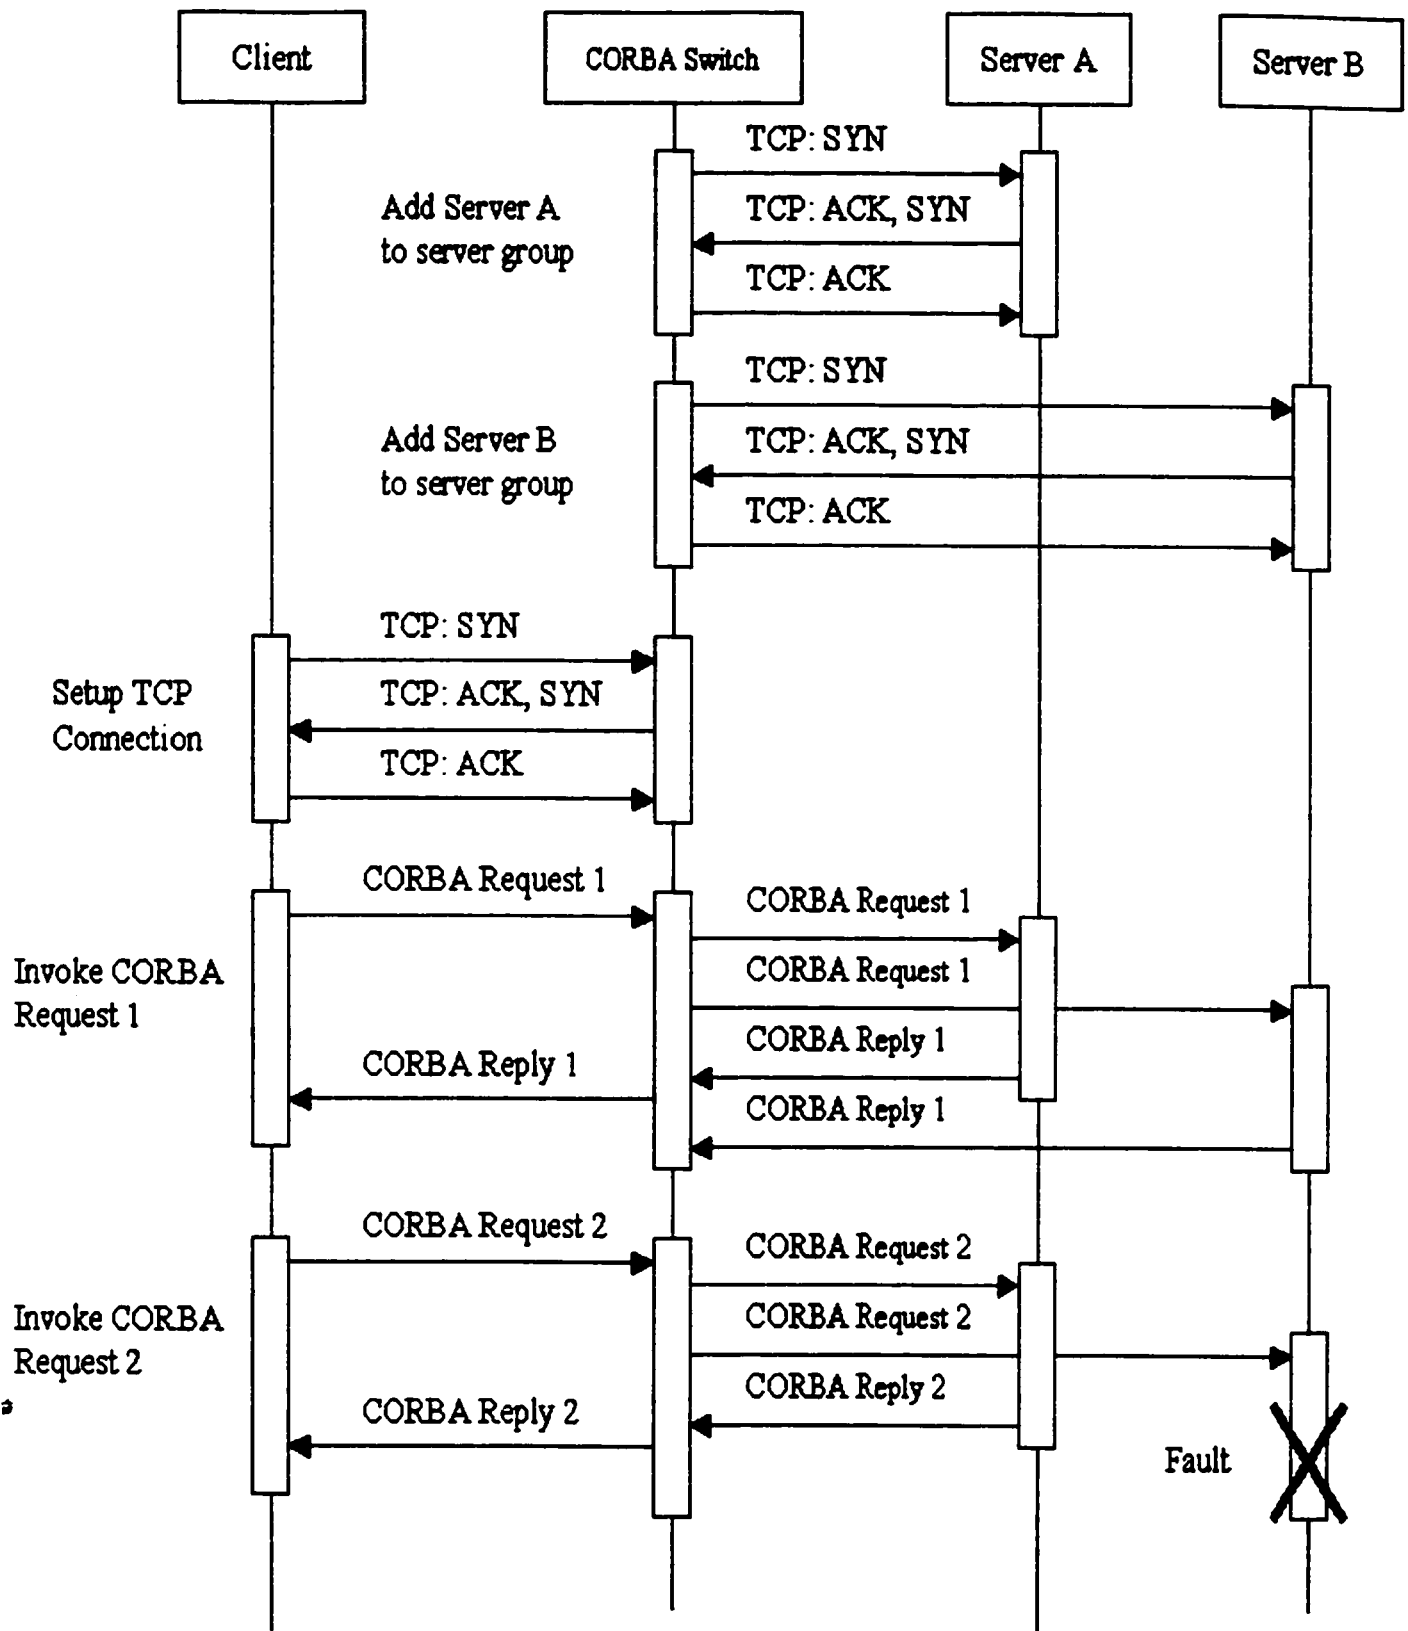 Client
CORBA Switch
Server A
Server B
TCP: SYN
Add Server A
to server group
TCP: ACK, SYN
TCP: ACK
TCP: SYN
Add Server B
to server group
TCP: ACK, SYN
TCP: ACK
TCP: SYN
Setup TCP
Connection
TCP: ACK, SYN
TCP: ACK
CORBA Request 1
CORBA Request 1
Invoke CORBA
Request 1
CORBA Request 1
CORBA Reply 1
CORBA Reply 1
CORBA Reply 1
CORBA Request 2
CORBA Request 2
Invoke CORBA
Request 2
CORBA Request 2
CORBA Reply 2
CORBA Reply 2
Fault